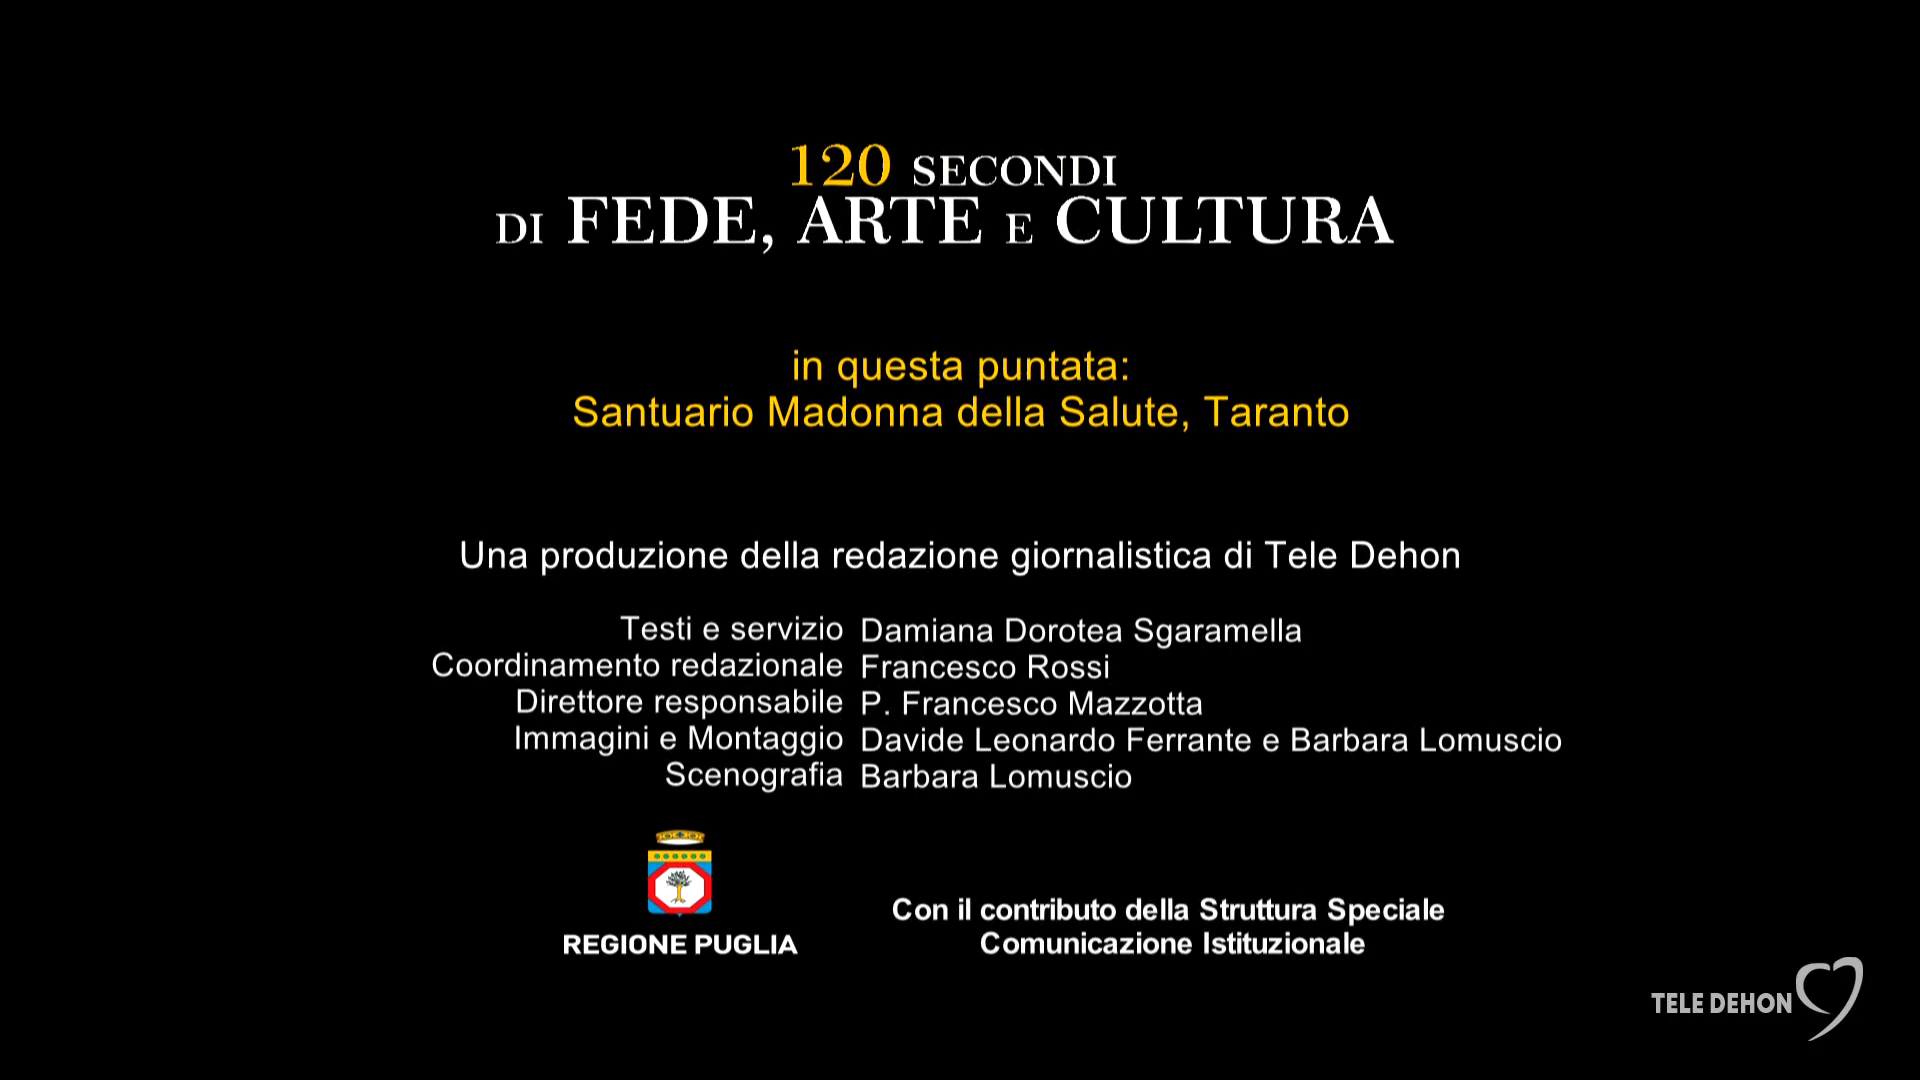 120 SECONDI
DI FEDE, ARTE E CULTURA
in questa puntata:
Santuario Madonna della Salute, Taranto
Una produzione della redazione giornalistica di Tele Dehon
Testi e servizio Damiana Dorotea Sgaramella
Coordinamento redazionale Francesco Rossi
Direttore responsabile P. Francesco Mazzotta
Immagini e Montaggio Davide Leonardo Ferrante e Barbara Lomuscio
Scenografia Barbara Lomuscio
REGIONE PUGLIA
Con il contributo della Struttura Speciale
Comunicazione Istituzionale
TELE DEHON